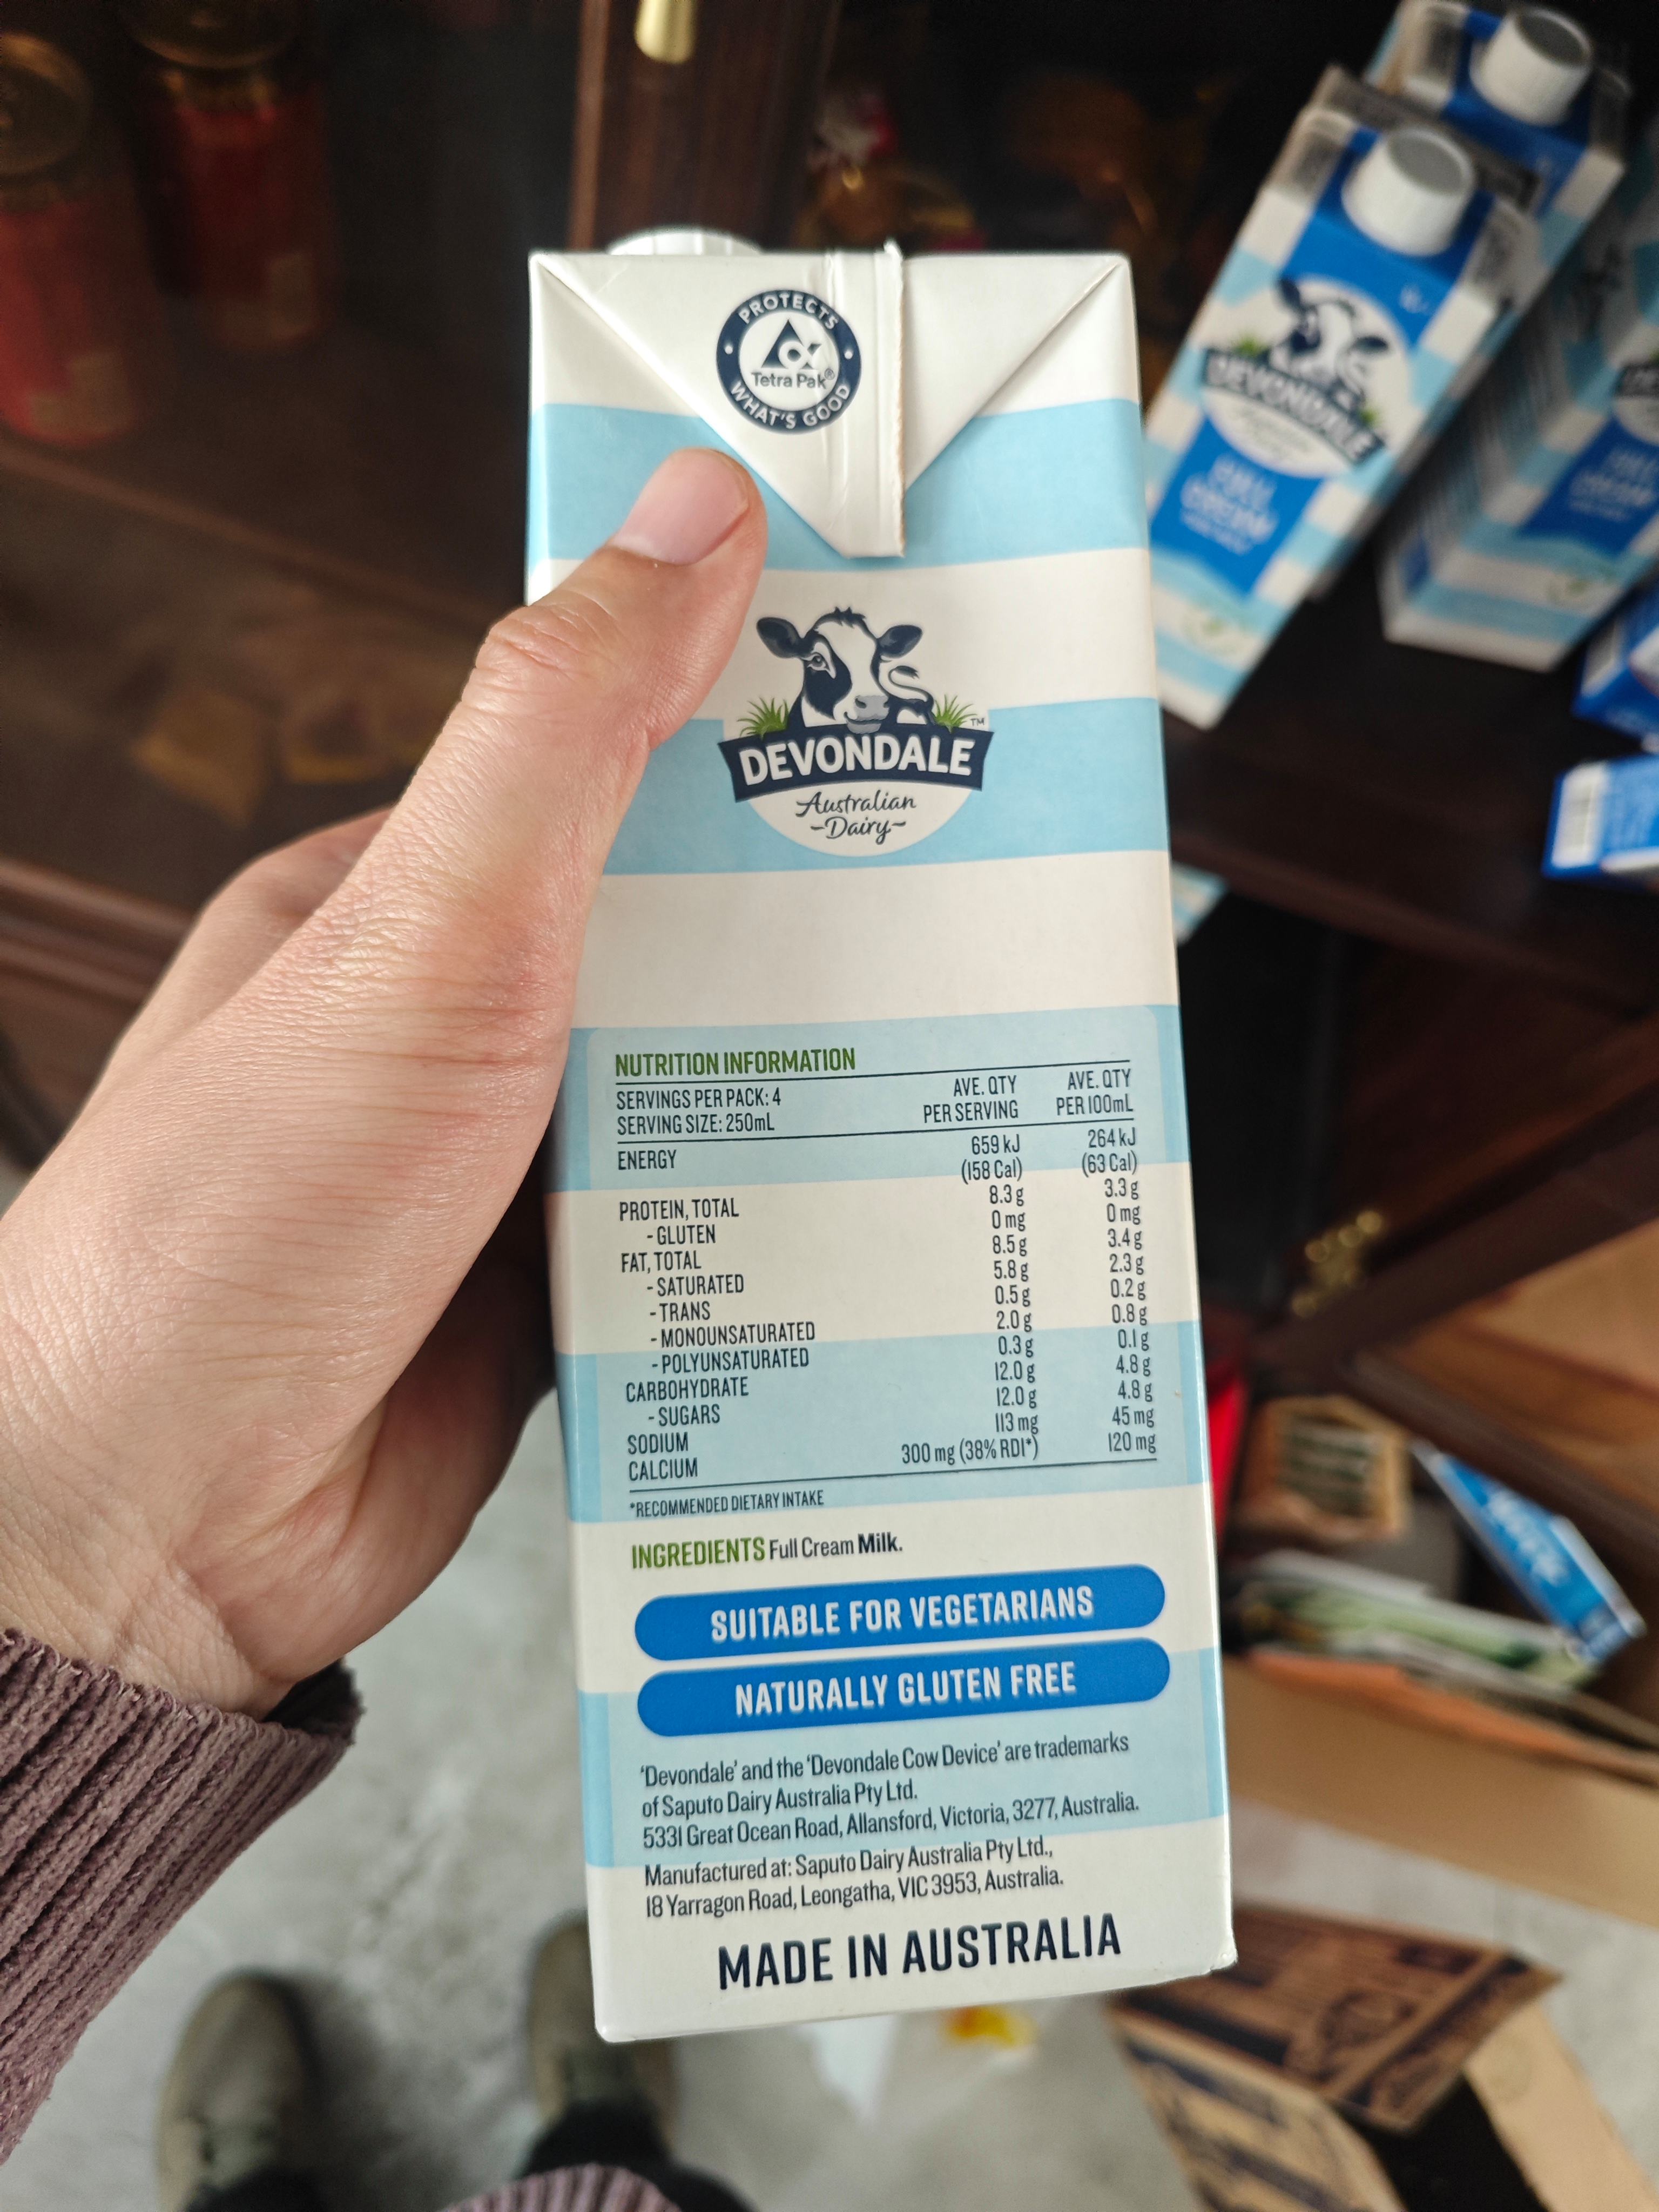 PROTECTS
Tetra Pak®
WHAT'S GOOD
DEVONDALE™
Australian
-Dairy-
NUTRITION INFORMATION
SERVINGS PER PACK: 4
SERVING SIZE: 250mL
AVE. QTY PER SERVING AVE. QTY PER 100mL
ENERGY 659 kJ (158 Cal) 264 kJ (63 Cal)
PROTEIN, TOTAL 8.3 g 3.3 g
- GLUTEN 0 mg 0 mg
FAT, TOTAL 8.5 g 3.4 g
- SATURATED 5.8 g 2.3 g
- TRANS 0.5 g 0.2 g
- MONOUNSATURATED 2.0 g 0.8 g
- POLYUNSATURATED 0.3 g 0.1 g
CARBOHYDRATE 12.0 g 4.8 g
- SUGARS 12.0 g 4.8 g
SODIUM 113 mg 45 mg
CALCIUM 300 mg (38% RDI*) 120 mg
*RECOMMENDED DIETARY INTAKE
INGREDIENTS Full Cream Milk.
SUITABLE FOR VEGETARIANS
NATURALLY GLUTEN FREE
'Devondale' and the 'Devondale Cow Device' are trademarks
of Saputo Dairy Australia Pty Ltd.
5331 Great Ocean Road, Allansford, Victoria, 3277, Australia.
Manufactured at: Saputo Dairy Australia Pty Ltd.,
18 Yarragon Road, Leongatha, VIC 3953, Australia.
MADE IN AUSTRALIA
DEVONDALE
FULL
CREAM